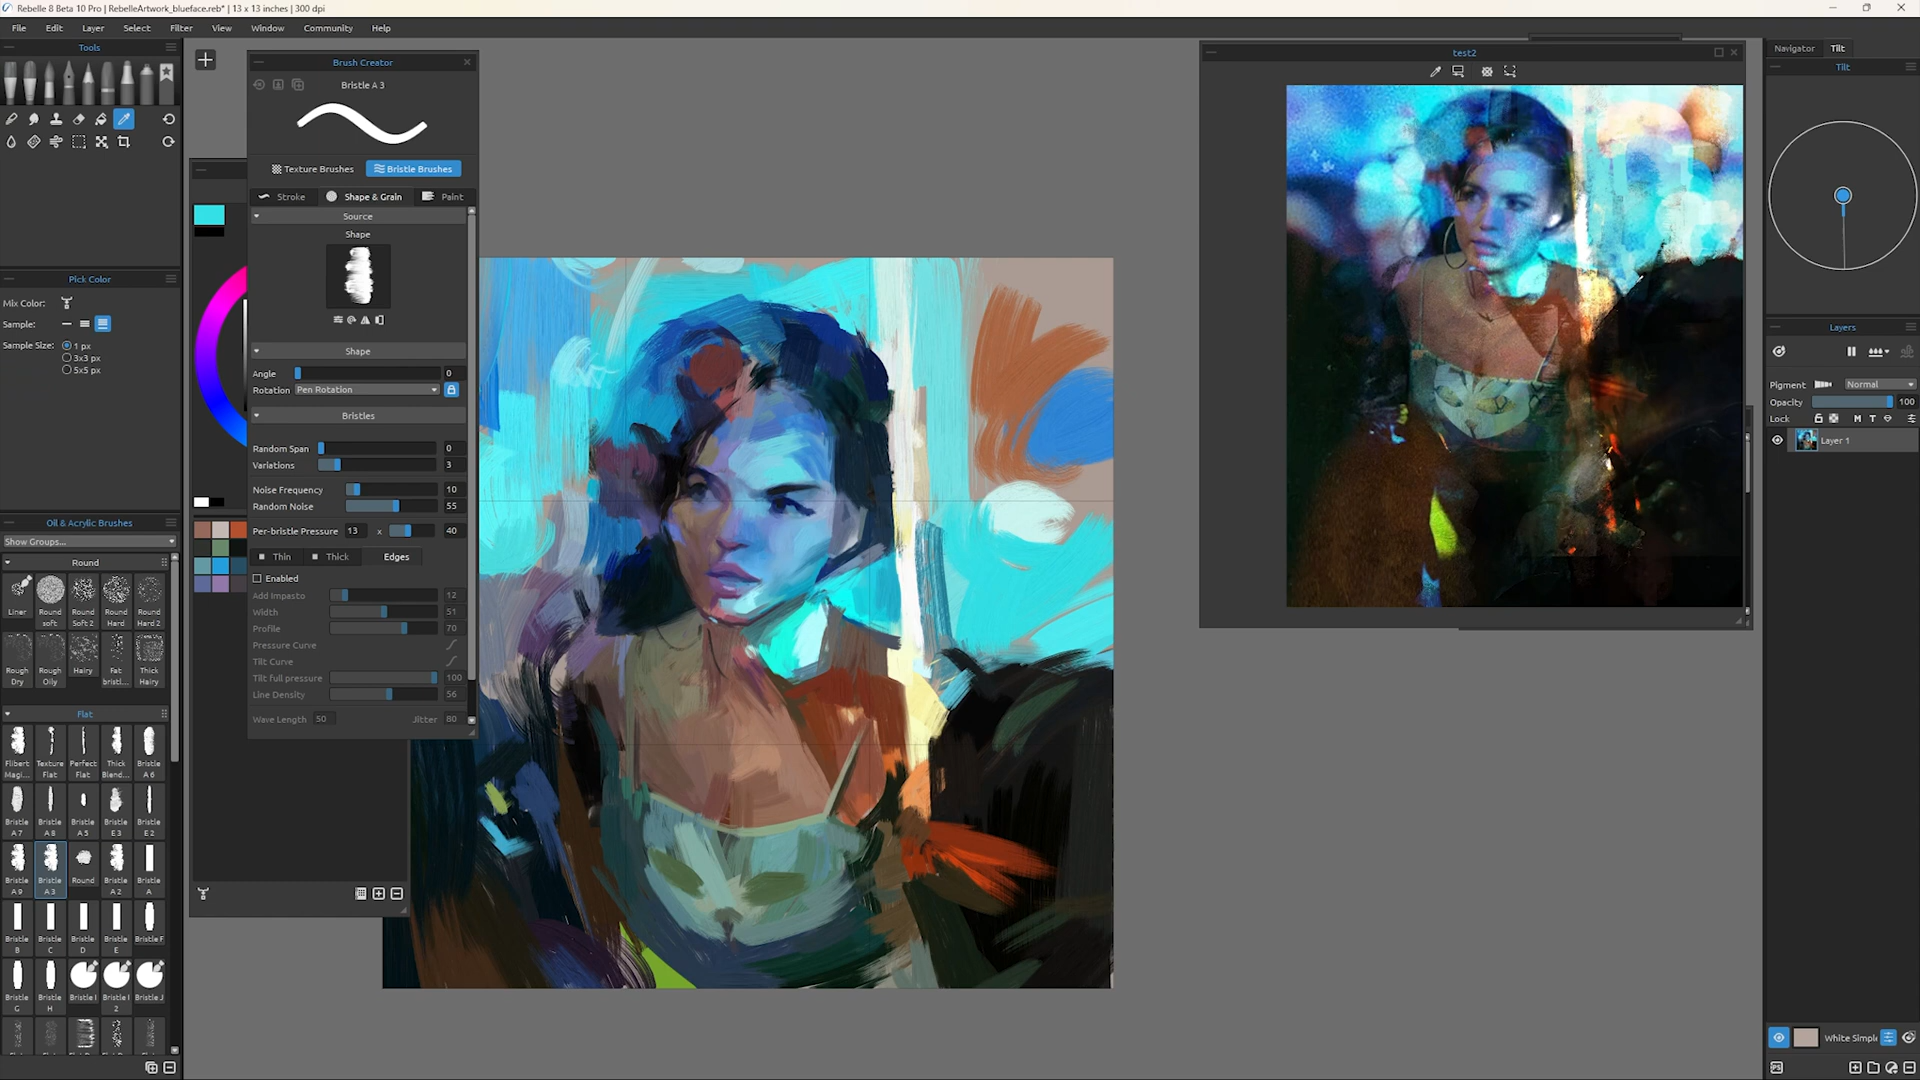 Rebelle 8 Beta 10 Pro | RebelleArtwork_blueface.reb* | 13 x 13 inches | 300 dpi
File Edit Layer Select Filter View Window Community Help
Tools
Pick Color
Mix Color:
Sample:
Sample Size: 1 px
3x3 px
5x5 px
Oil & Acrylic Brushes
Show Groups...
Round
Liner
Round soft
Round Soft 2
Round Hard
Round Hard 2
Rough Dry
Rough Oily
Hairy
Fat bristl...
Thick Hairy
Flat
Filbert Magi...
Texture Flat
Perfect Flat
Thick Blend...
Bristle A 6
Bristle A 7
Bristle A 8
Bristle A 5
Bristle E 3
Bristle E 2
Bristle A 9
Bristle A 3
Round
Bristle A 2
Bristle A
Bristle B
Bristle C
Bristle D
Bristle E
Bristle F
Bristle G
Bristle H
Bristle I
Bristle I 2
Bristle J
Brush Creator
Bristle A 3
Texture Brushes Bristle Brushes
Stroke Shape & Grain Paint
Source
Shape
Shape
Angle 0
Rotation Pen Rotation
Bristles
Random Span 0
Variations 3
Noise Frequency 10
Random Noise 55
Per-bristle Pressure 13 x 40
Thin Thick Edges
Enabled
Add Impasto 12
Width 51
Profile 70
Pressure Curve
Tilt Curve
Tilt full pressure 100
Line Density 56
Wave Length 50 Jitter 80
test2
Navigator Tilt
Tilt
Layers
Pigment Normal
Opacity 100
Lock M T
Layer 1
White Simple
PS